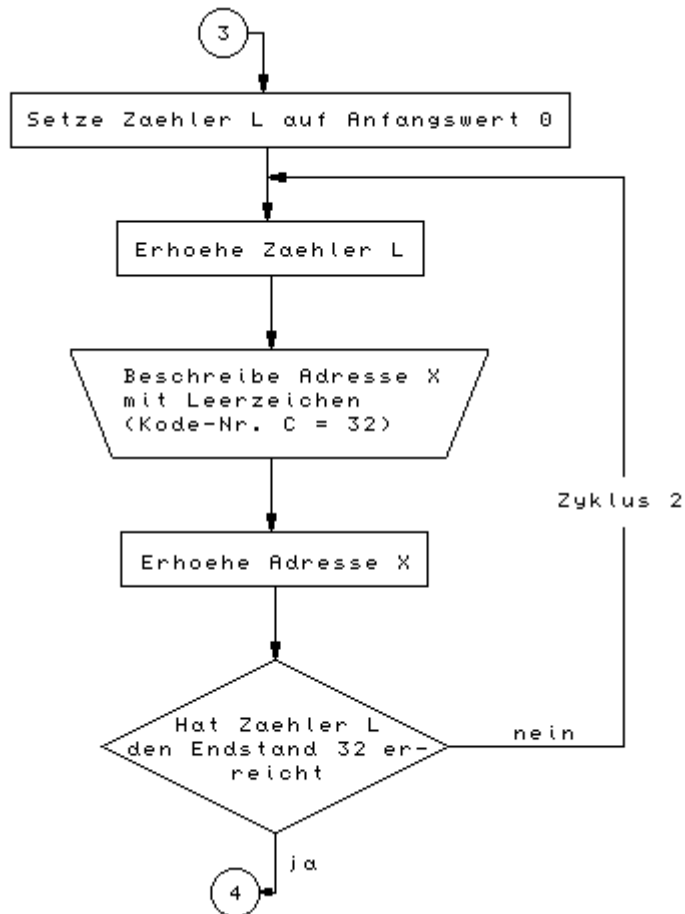 3
Setze Zaehler L auf Anfangswert 0
Erhoehe Zaehler L
Beschreibe Adresse X
mit Leerzeichen
(Kode-Nr. C = 32)
Zyklus 2
Erhoehe Adresse X
Hat Zaehler L
den Endstand 32 er-
reicht
nein
ja
4